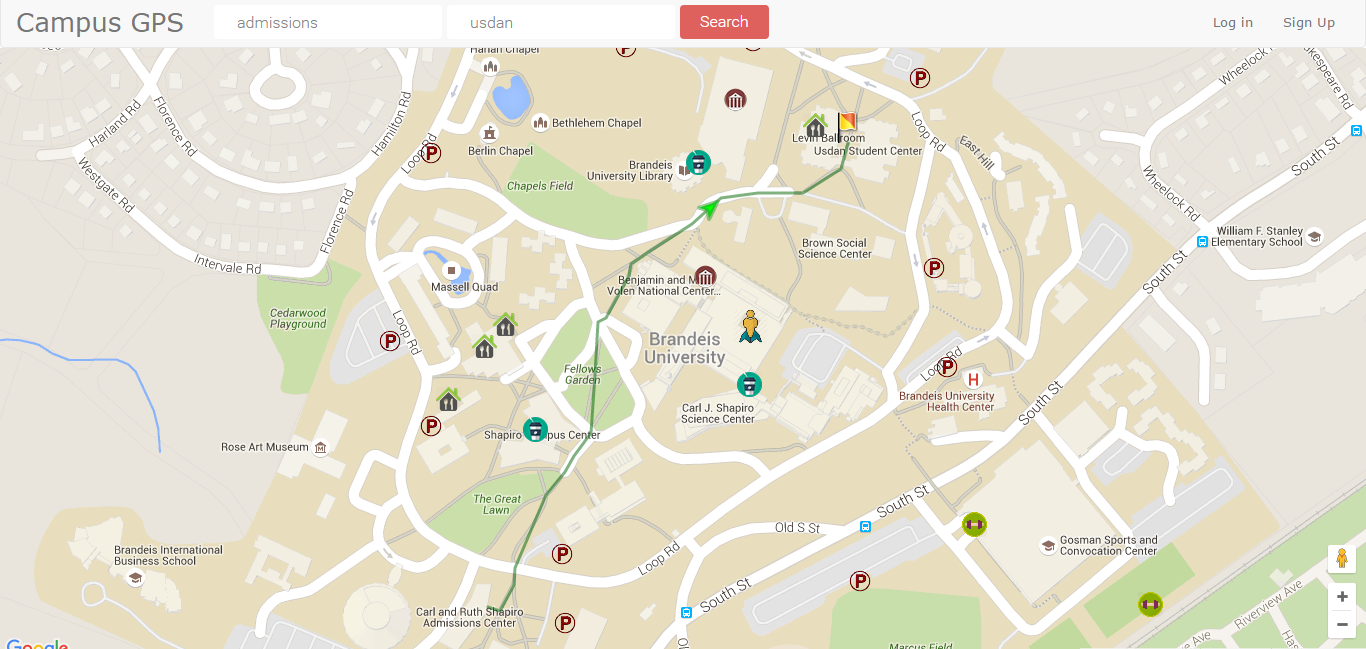 Campus GPS
admissions
usdan
Search
Log in
Sign Up
Harlan Chapel
Bethlehem Chapel
Berlin Chapel
Harland Rd
Florence Rd
Hamilton Rd
Loop Rd
Westgate Rd
Florence Rd
Intervale Rd
Chapels Field
Brandeis
University Library
Levin Ballroom
Usdan Student Center
Loop Rd
East Hill
Wheelock Rd
South St
Wheelock Rd
William F. Stanley
Elementary School
South St
Brown Social
Science Center
Benjamin and
Volen National Center...
Massell Quad
Cedarwood
Playground
Loop Rd
Brandeis
University
Fellows
Garden
Loop Rd
H
Brandeis University
Health Center
South St
Carl J. Shapiro
Science Center
Shapiro
Center
Rose Art Museum
The Great
Lawn
South St
Old S St
Gosman Sports and
Convocation Center
Brandeis International
Business School
Loop Rd
South St
Carl and Ruth Shapiro
Admissions Center
Riverview Ave
Ave
Marcus Field
Google
P
P
P
P
P
P
P
P
P
P
+
−